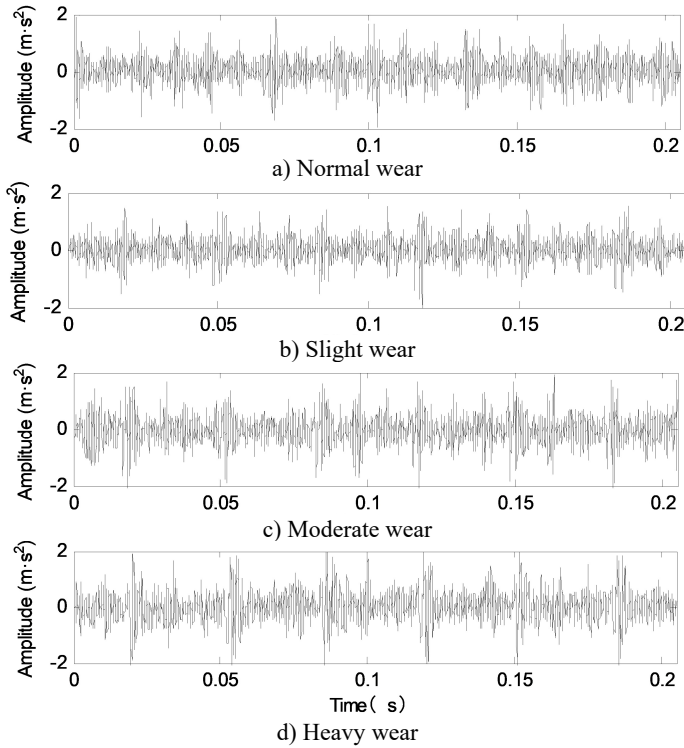 Amplitude (m·s²)
2
0
-2
0 0.05 0.1 0.15 0.2
a) Normal wear
Amplitude (m·s²)
2
0
-2
0 0.05 0.1 0.15 0.2
b) Slight wear
Amplitude (m·s²)
2
0
-2
0 0.05 0.1 0.15 0.2
c) Moderate wear
Amplitude (m·s²)
2
0
-2
0 0.05 0.1 0.15 0.2
Time( s)
d) Heavy wear